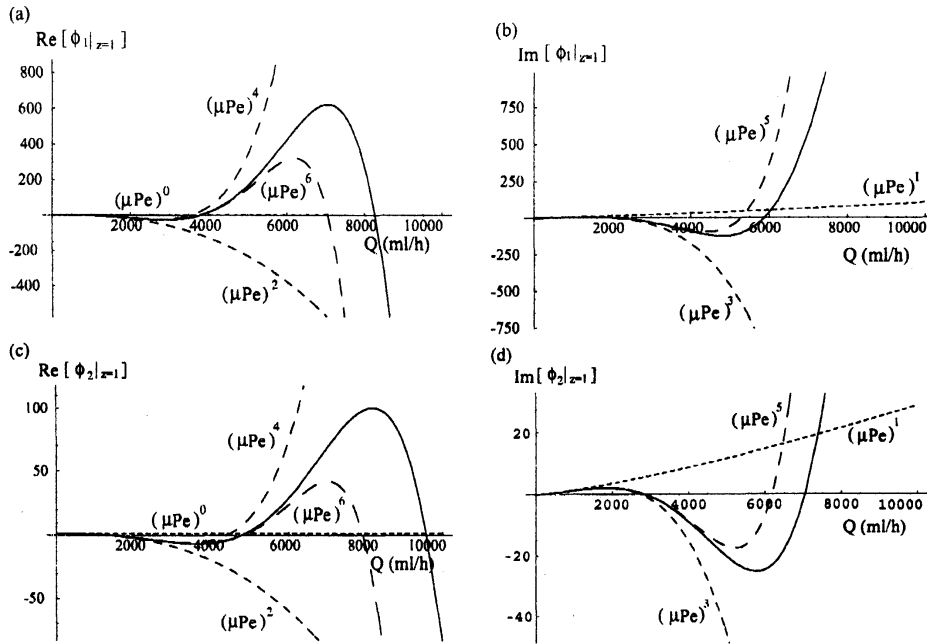 (a)
Re [ ϕ₁|z=1]
800
600
400
200
-200
-400
2000 4000 6000 8000 10000
Q (ml/h)
(μPe)⁴
(μPe)⁰
(μPe)⁶
(μPe)²
(b)
Im [ ϕ₁|z=1]
750
500
250
-250
-500
-750
2000 4000 6000 8000 10000
Q (ml/h)
(μPe)⁵
(μPe)¹
(μPe)³
(c)
Re [ ϕ₂|z=1]
100
50
-50
2000 4000 6000 8000 10000
Q (ml/h)
(μPe)⁴
(μPe)⁰
(μPe)⁶
(μPe)²
(d)
Im [ ϕ₂|z=1]
20
-20
-40
2000 4000 6000 8000 10000
Q (ml/h)
(μPe)⁵
(μPe)¹
(μPe)³